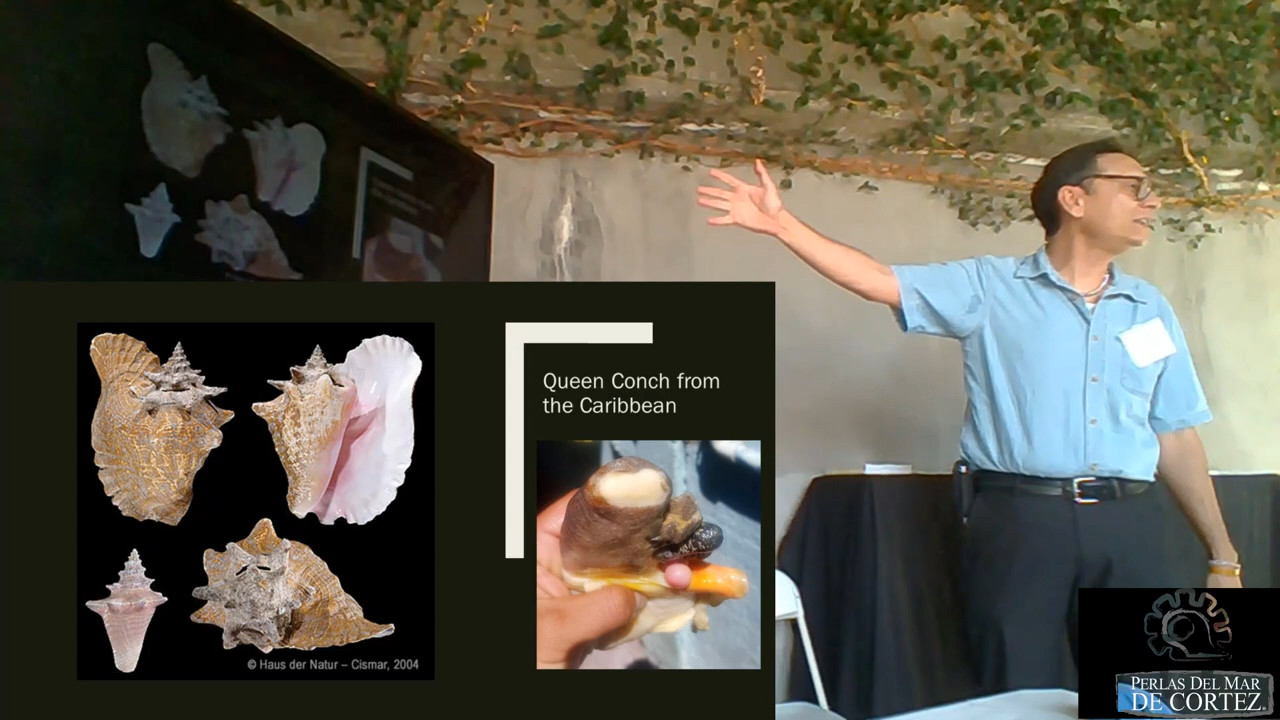 Queen Conch from
the Caribbean
© Haus der Natur – Cismar, 2004
PERLAS DEL MAR
DE CORTEZ®